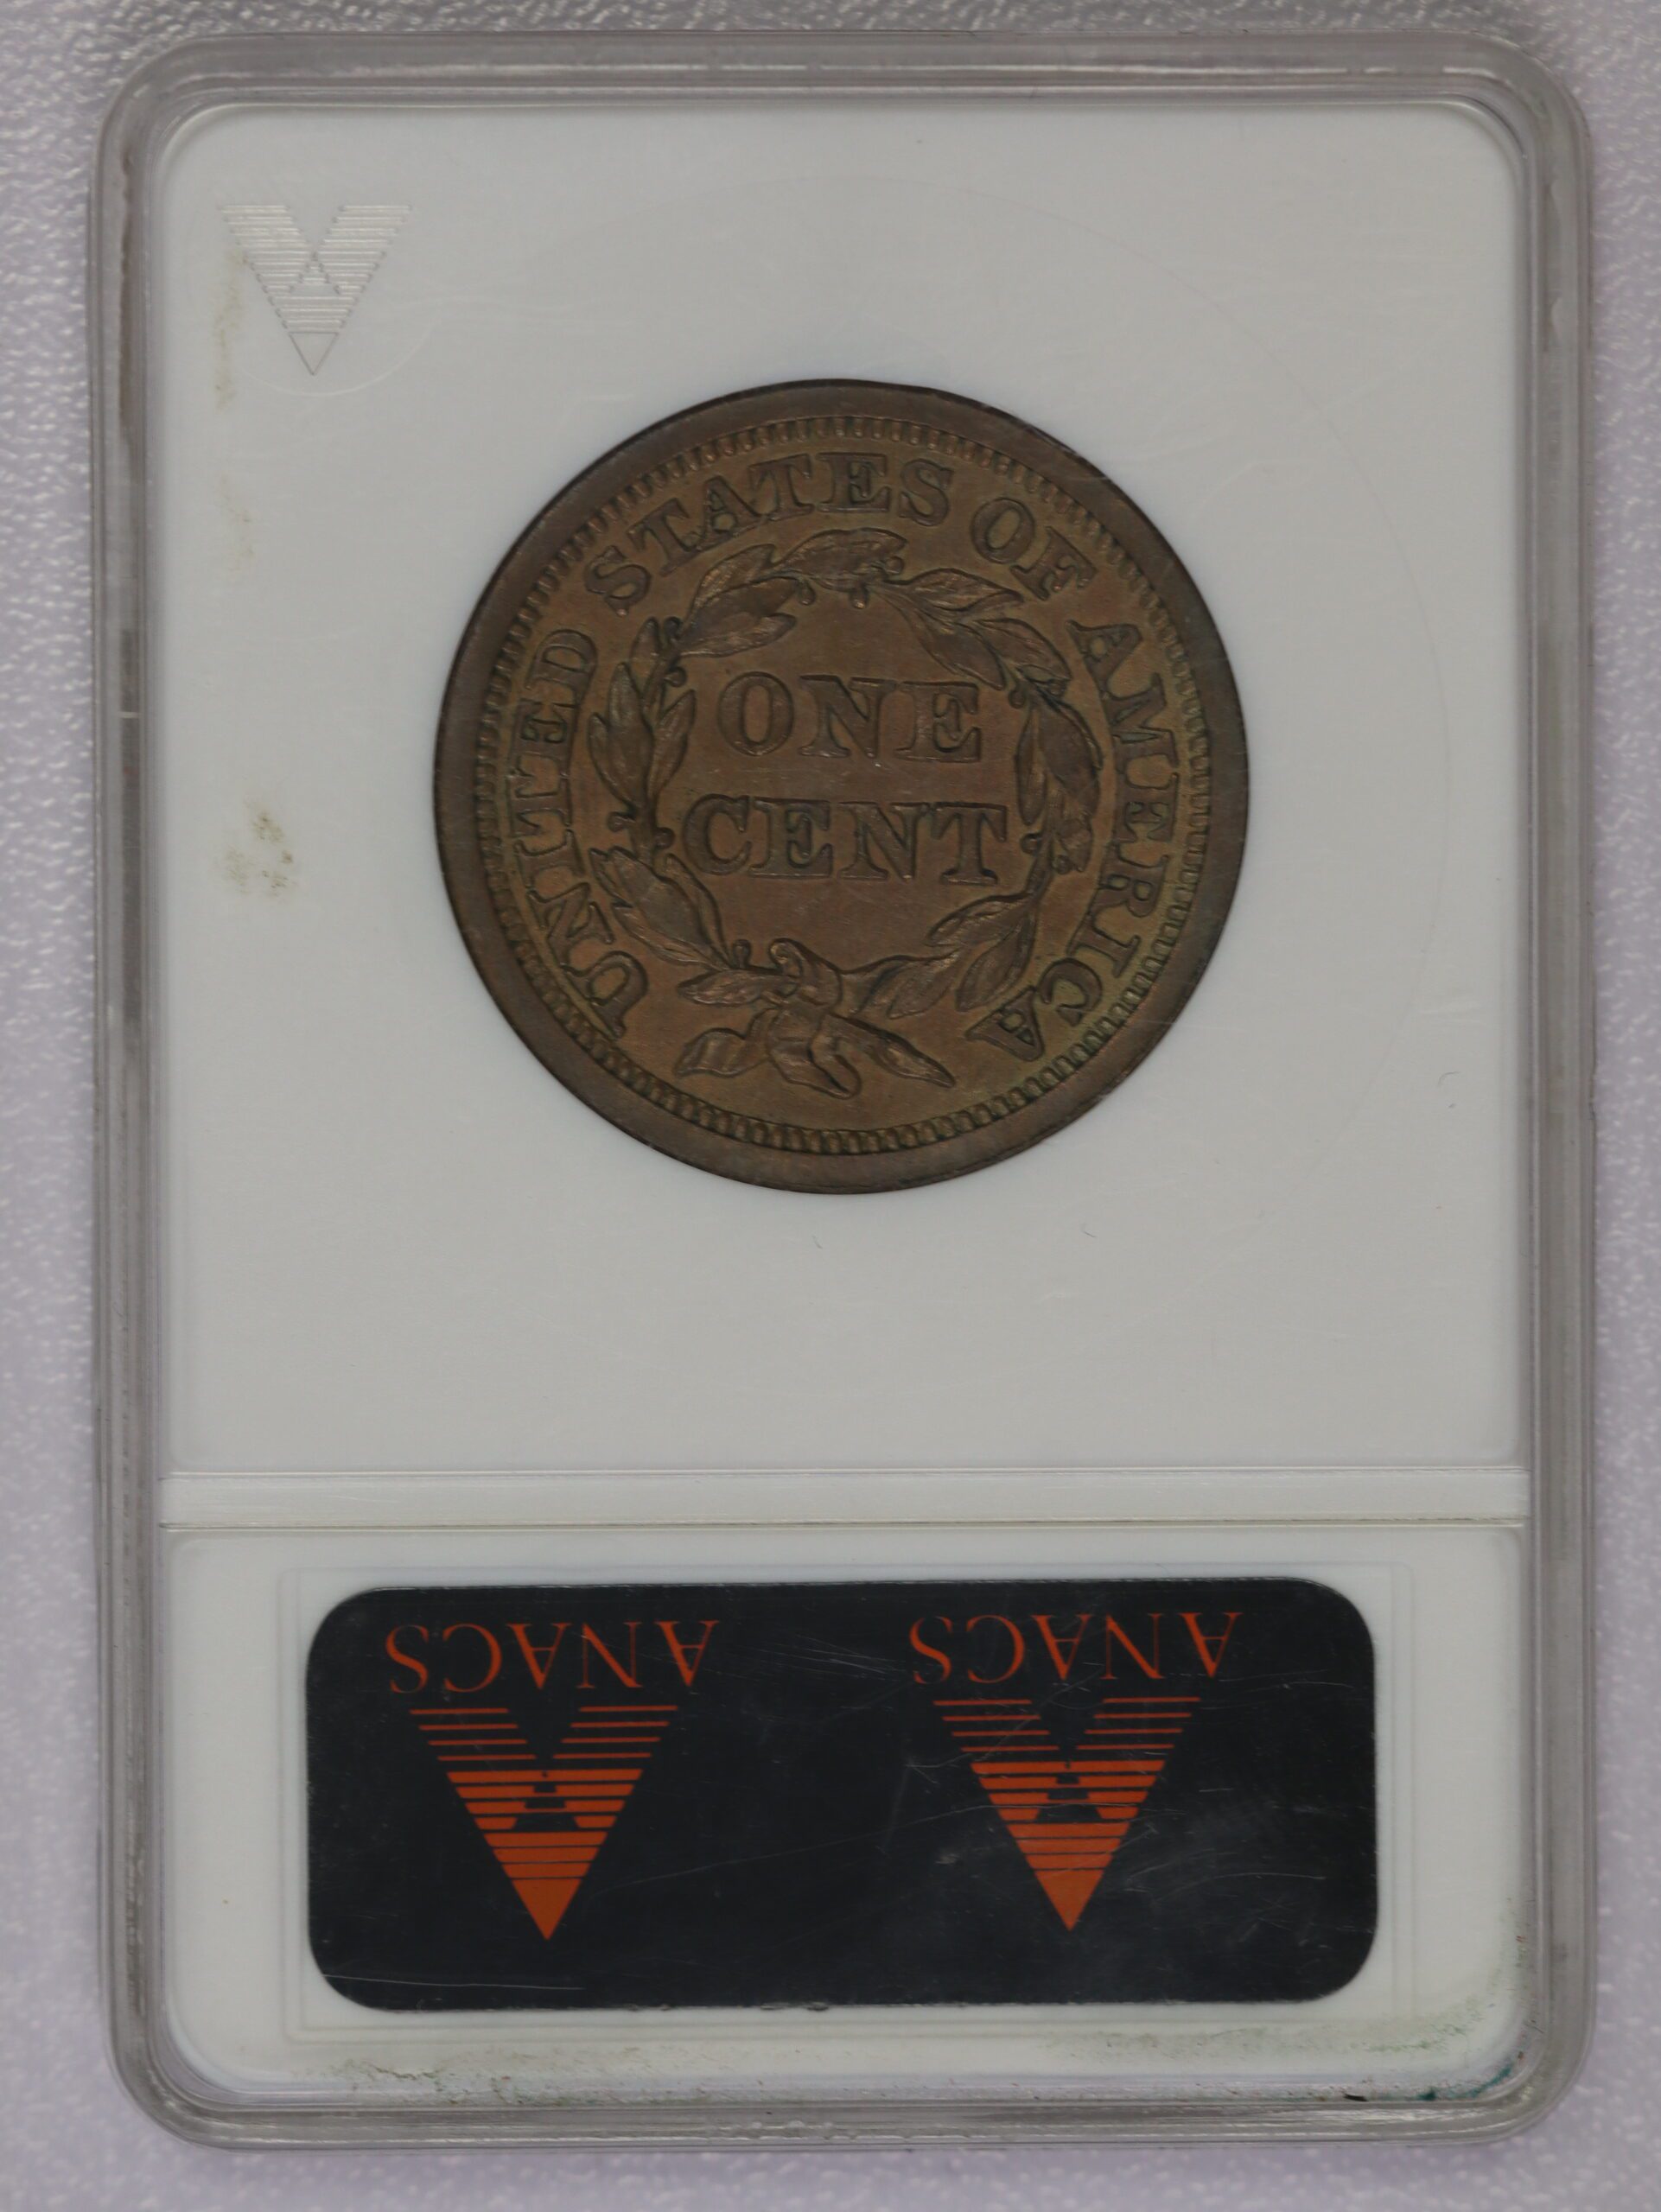 UNITED STATES OF AMERICA
ONE
CENT
ANACS ANACS